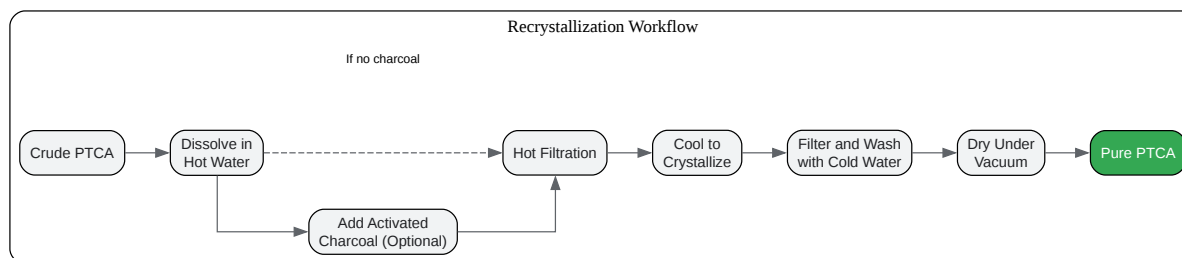 Recrystallization Workflow
If no charcoal
Crude PTCA
Dissolve in
Hot Water
Hot Filtration
Cool to
Crystallize
Filter and Wash
with Cold Water
Dry Under
Vacuum
Pure PTCA
Add Activated
Charcoal (Optional)